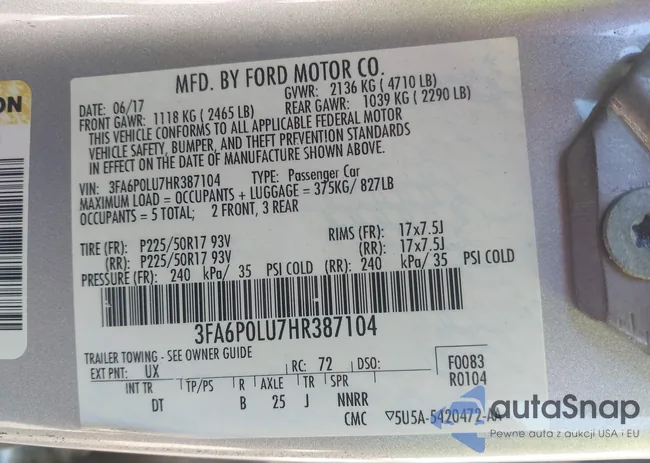 ON
MFD. BY FORD MOTOR CO.
DATE: 06/17 GVWR: 2136 KG ( 4710 LB)
FRONT GAWR: 1118 KG ( 2465 LB) REAR GAWR: 1039 KG ( 2290 LB)
THIS VEHICLE CONFORMS TO ALL APPLICABLE FEDERAL MOTOR
VEHICLE SAFETY, BUMPER, AND THEFT PREVENTION STANDARDS
IN EFFECT ON THE DATE OF MANUFACTURE SHOWN ABOVE.
VIN: 3FA6P0LU7HR387104 TYPE: Passenger Car
MAXIMUM LOAD = OCCUPANTS + LUGGAGE = 375KG/ 827LB
OCCUPANTS = 5 TOTAL; 2 FRONT, 3 REAR
TIRE (FR): P225/50R17 93V RIMS (FR): 17x7.5J
(RR): P225/50R17 93V (RR): 17x7.5J
PRESSURE (FR): 240 kPa/ 35 PSI COLD (RR): 240 kPa/ 35 PSI COLD
3FA6P0LU7HR387104
TRAILER TOWING - SEE OWNER GUIDE
EXT PNT: UX RC: 72 DSO: F0083
R0104
INT TR TP/PS R AXLE TR SPR
DT B 25 J NNRR
CMC ▽5U5A-5420472-AA
autaSnap
Pewne auto z aukcji USA i EU